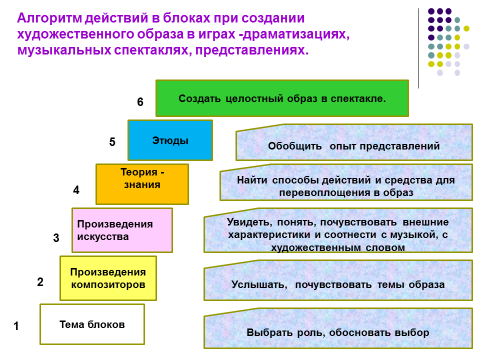 Алгоритм действий в блоках при создании
художественного образа в играх -драматизациях,
музыкальных спектаклях, представлениях.
6
Создать целостный образ в спектакле.
5
Этюды
Обобщить опыт представлений
4
Теория -
знания
Найти способы действий и средства для
перевоплощения в образ
3
Произведения
искусства
Увидеть, понять, почувствовать внешние
характеристики и соотнести с музыкой, с
художественным словом
2
Произведения
композиторов
Услышать, почувствовать темы образа
1
Тема блоков
Выбрать роль, обосновать выбор